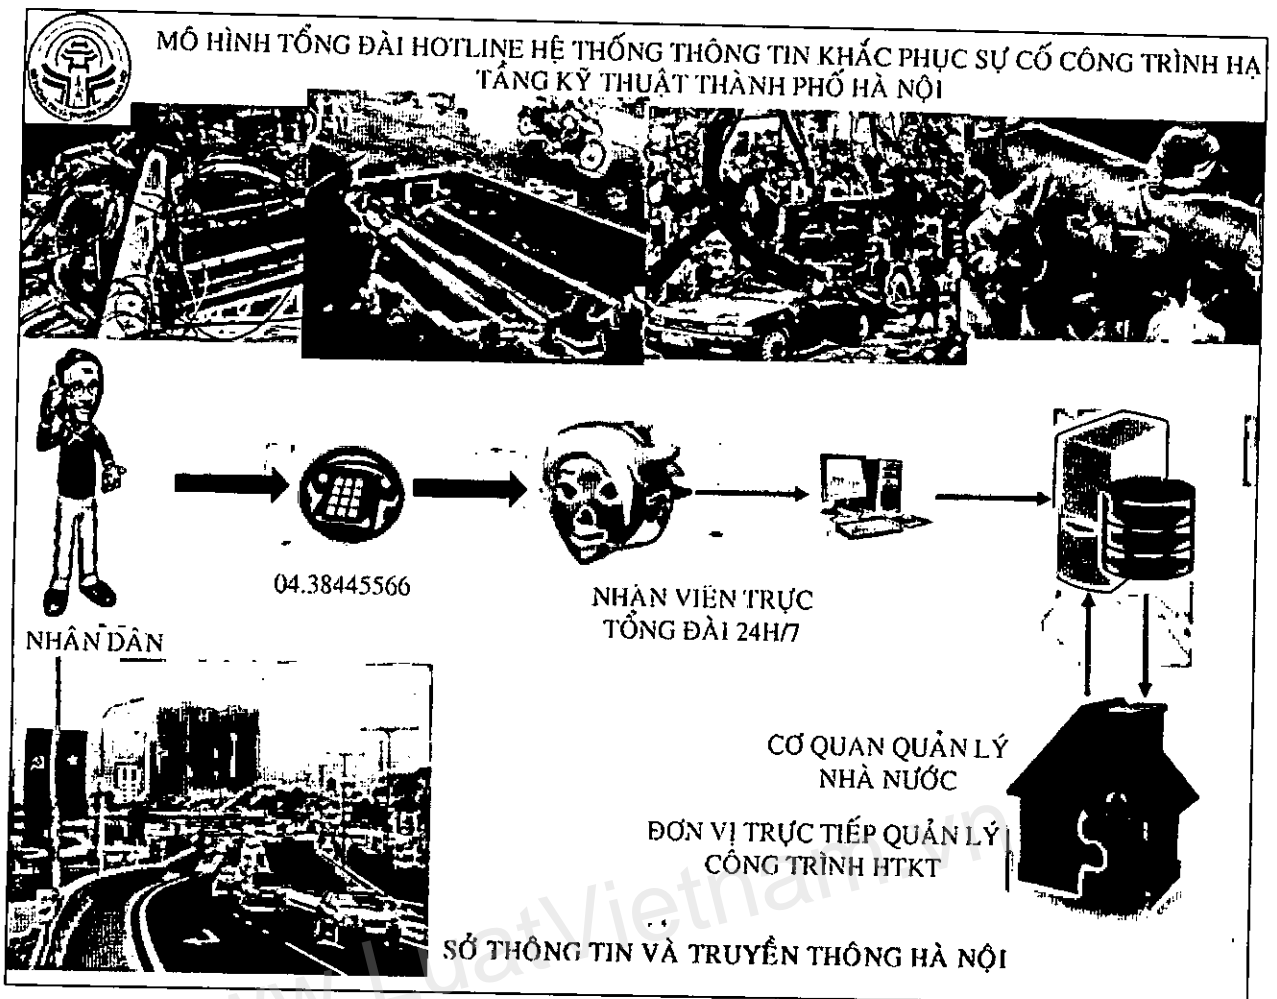 MÔ HÌNH TỔNG ĐÀI HOTLINE HỆ THỐNG THÔNG TIN KHẮC PHỤC SỰ CỐ CÔNG TRÌNH HẠ
TẦNG KỸ THUẬT THÀNH PHỐ HÀ NỘI
04.38445566
NHÂN VIÊN TRỰC
TỔNG ĐÀI 24H/7
NHÂN DÂN
CƠ QUAN QUẢN LÝ
NHÀ NƯỚC
ĐƠN VỊ TRỰC TIẾP QUẢN LÝ
CÔNG TRÌNH HTKT
SỞ THÔNG TIN VÀ TRUYỀN THÔNG HÀ NỘI
www.LuatVietnam.vn